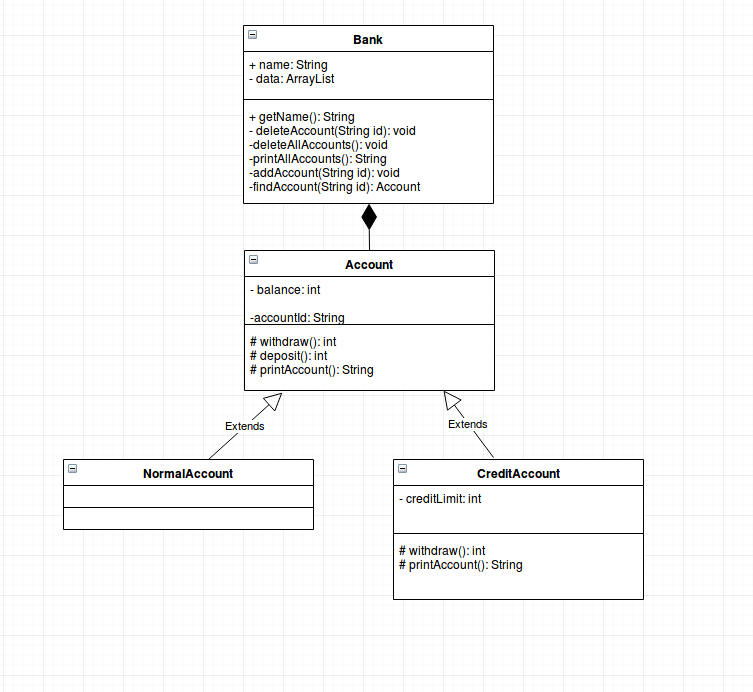 Bank
+ name: String
- data: ArrayList
+ getName(): String
- deleteAccount(String id): void
-deleteAllAccounts(): void
-printAllAccounts(): String
-addAccount(String id): void
-findAccount(String id): Account
Account
- balance: int
-accountId: String
# withdraw(): int
# deposit(): int
# printAccount(): String
Extends
Extends
NormalAccount
CreditAccount
- creditLimit: int
# withdraw(): int
# printAccount(): String